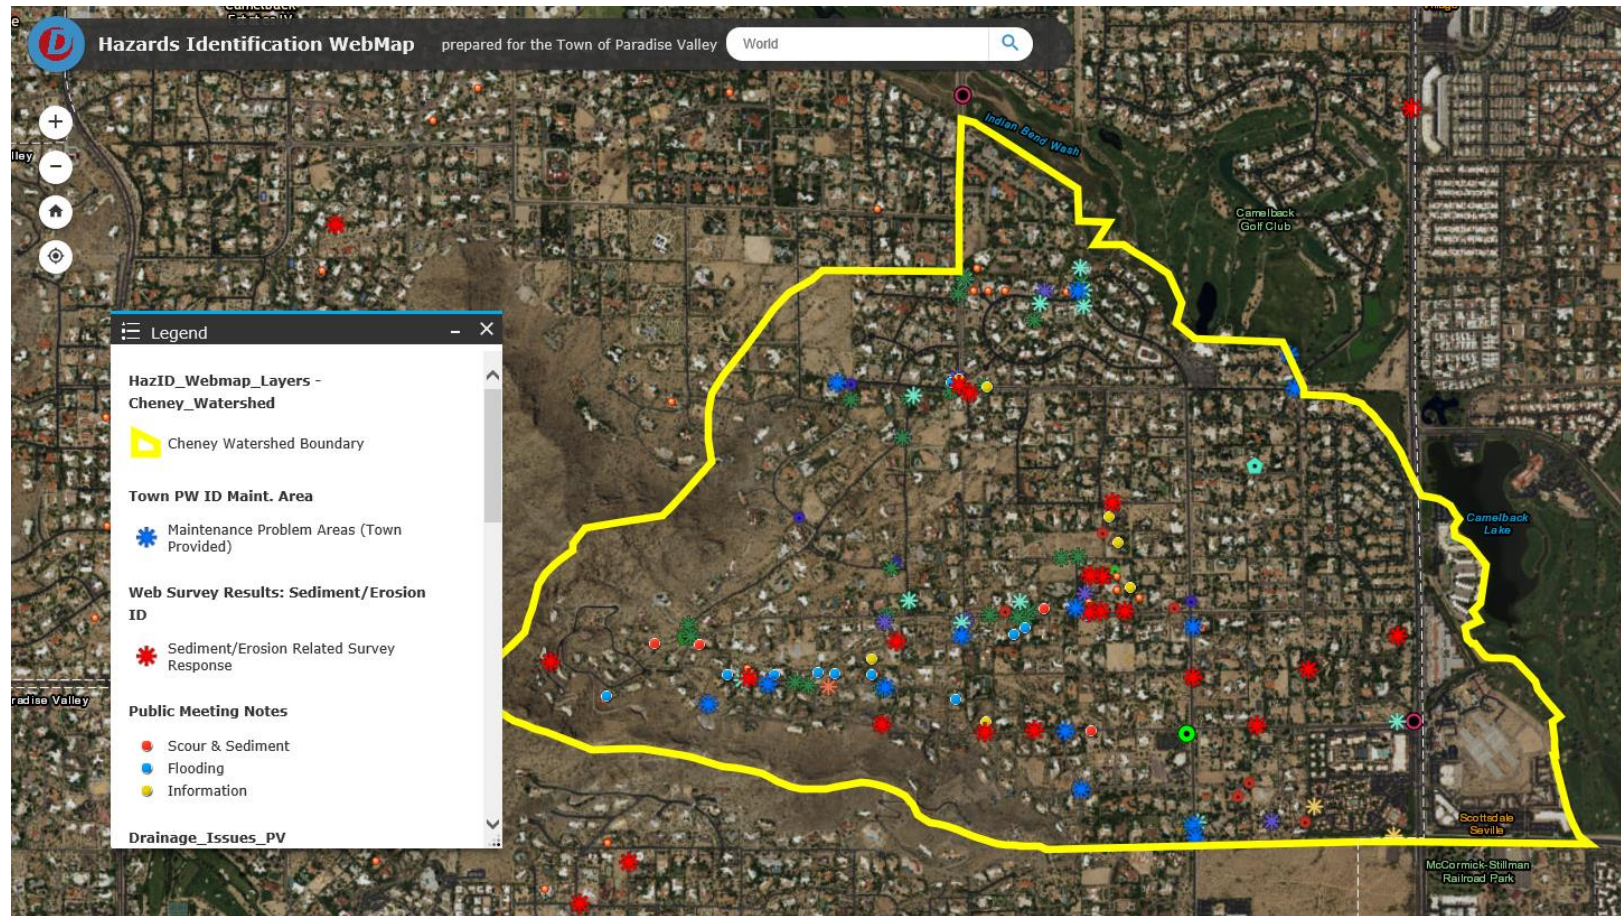 Camelback
Hazards Identification WebMap
prepared for the Town of Paradise Valley
World
Village
Indian Bend Wash
lley
Camelback
Golf Club
Legend
HazID_Webmap_Layers -
Cheney_Watershed
Cheney Watershed Boundary
Town PW ID Maint. Area
Maintenance Problem Areas (Town
Provided)
Web Survey Results: Sediment/Erosion
ID
Sediment/Erosion Related Survey
Response
Public Meeting Notes
Scour & Sediment
Flooding
Information
Drainage_Issues_PV
Camelback
Lake
radise Valley
Scottsdale
Seville
McCormick-Stillman
Railroad Park